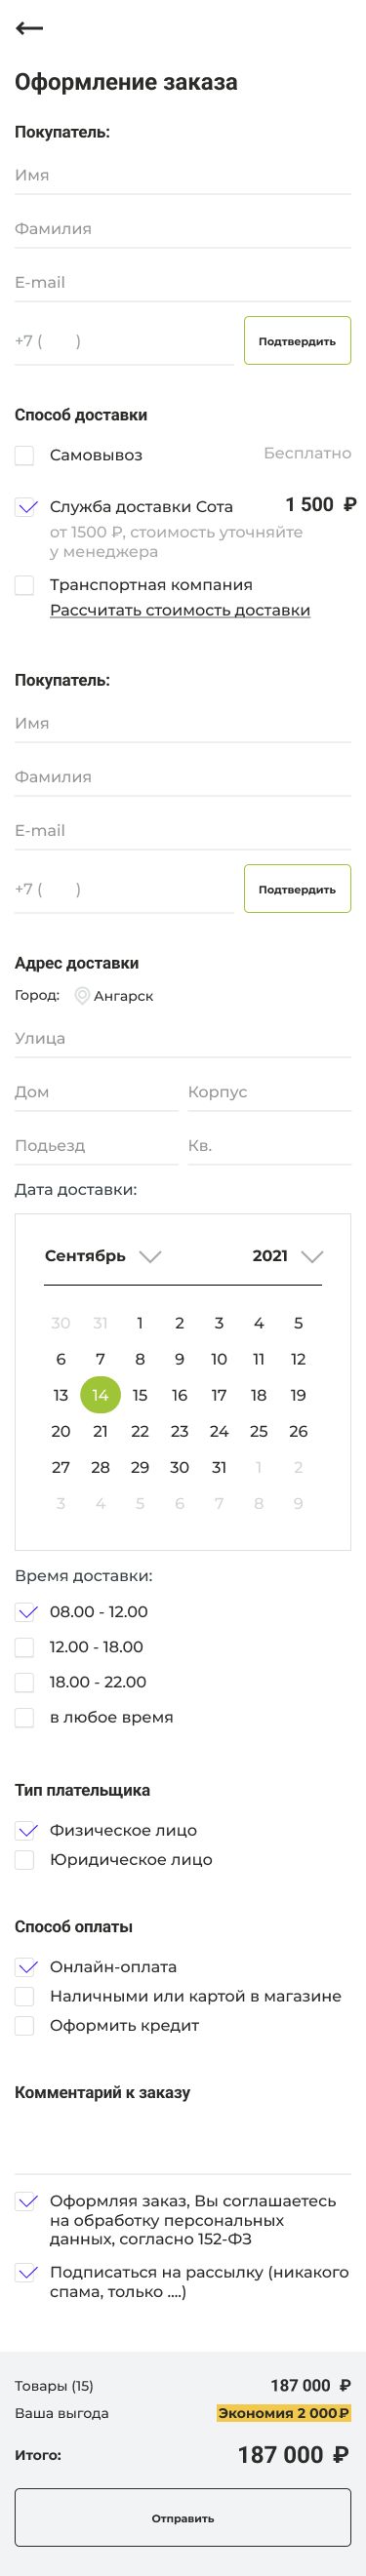 Оформление заказа
Покупатель:
Имя
Фамилия
E-mail
+7 (       ) Подтвердить
Способ доставки
Самовывоз Бесплатно
Служба доставки Сота 1 500 ₽
от 1500 ₽, стоимость уточняйте
у менеджера
Транспортная компания
Рассчитать стоимость доставки
Покупатель:
Имя
Фамилия
E-mail
+7 (       ) Подтвердить
Адрес доставки
Город: Ангарск
Улица
Дом Корпус
Подьезд Кв.
Дата доставки:
Сентябрь 2021
30 31 1 2 3 4 5
6 7 8 9 10 11 12
13 14 15 16 17 18 19
20 21 22 23 24 25 26
27 28 29 30 31 1 2
3 4 5 6 7 8 9
Время доставки:
08.00 - 12.00
12.00 - 18.00
18.00 - 22.00
в любое время
Тип плательщика
Физическое лицо
Юридическое лицо
Способ оплаты
Онлайн-оплата
Наличными или картой в магазине
Оформить кредит
Комментарий к заказу
Оформляя заказ, Вы соглашаетесь
на обработку персональных
данных, согласно 152-ФЗ
Подписаться на рассылку (никакого
спама, только ....)
Товары (15) 187 000 ₽
Ваша выгода Экономия 2 000 ₽
Итого: 187 000 ₽
Отправить